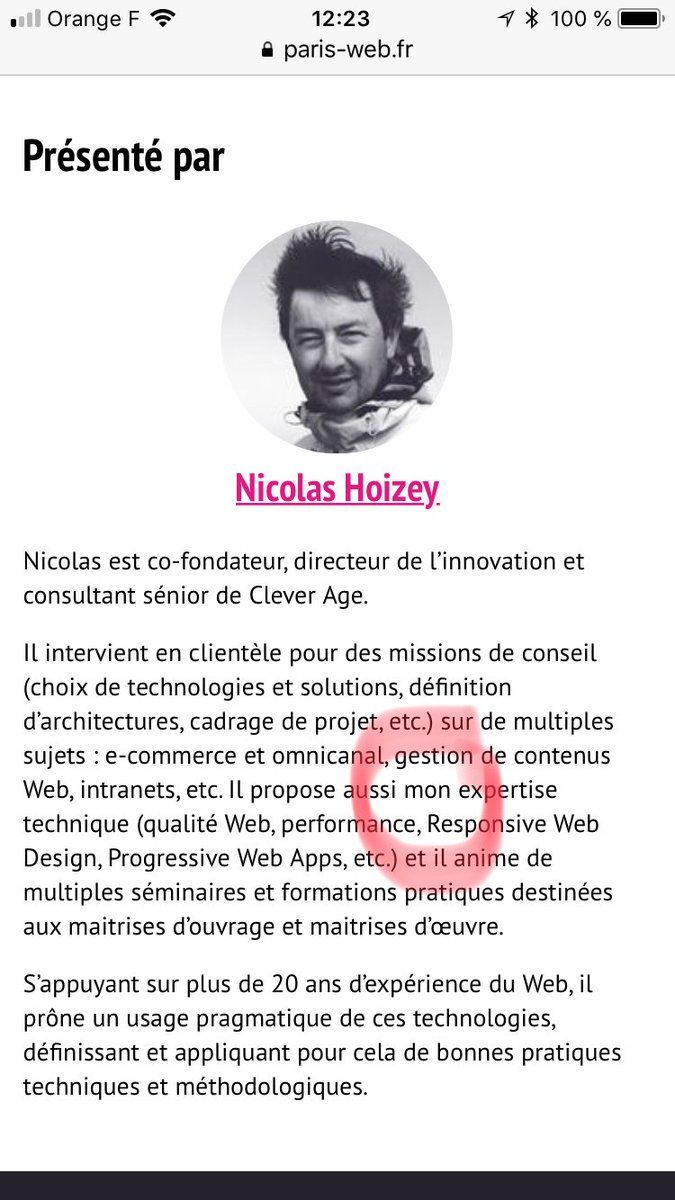 Orange F 12:23 100 %
paris-web.fr
Présenté par
Nicolas Hoizey
Nicolas est co-fondateur, directeur de l’innovation et
consultant sénior de Clever Age.
Il intervient en clientèle pour des missions de conseil
(choix de technologies et solutions, définition
d’architectures, cadrage de projet, etc.) sur de multiples
sujets : e-commerce et omnicanal, gestion de contenus
Web, intranets, etc. Il propose aussi mon expertise
technique (qualité Web, performance, Responsive Web
Design, Progressive Web Apps, etc.) et il anime de
multiples séminaires et formations pratiques destinées
aux maitrises d’ouvrage et maitrises d’œuvre.
S’appuyant sur plus de 20 ans d’expérience du Web, il
prône un usage pragmatique de ces technologies,
définissant et appliquant pour cela de bonnes pratiques
techniques et méthodologiques.